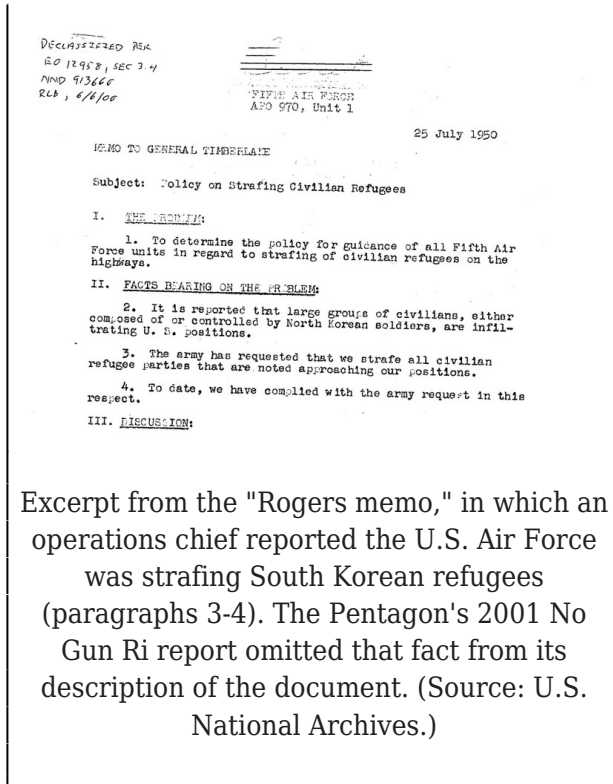 DECLASSIFIED PER
EO 12958, SEC 3.4
NND 913666
RLB, 6/6/00
FIFTH AIR FORCE
APO 970, Unit 1
25 July 1950
MEMO TO GENERAL TIMBERLAKE
Subject: Policy on Strafing Civilian Refugees
I. THE PROBLEM:
1. To determine the policy for guidance of all Fifth Air
Force units in regard to strafing of civilian refugees on the
highways.
II. FACTS BEARING ON THE PROBLEM:
2. It is reported that large groups of civilians, either
composed of or controlled by North Korean soldiers, are infil-
trating U. S. positions.
3. The army has requested that we strafe all civilian
refugee parties that are noted approaching our positions.
4. To date, we have complied with the army request in this
respect.
III. DISCUSSION:
Excerpt from the "Rogers memo," in which an
operations chief reported the U.S. Air Force
was strafing South Korean refugees
(paragraphs 3-4). The Pentagon's 2001 No
Gun Ri report omitted that fact from its
description of the document. (Source: U.S.
National Archives.)